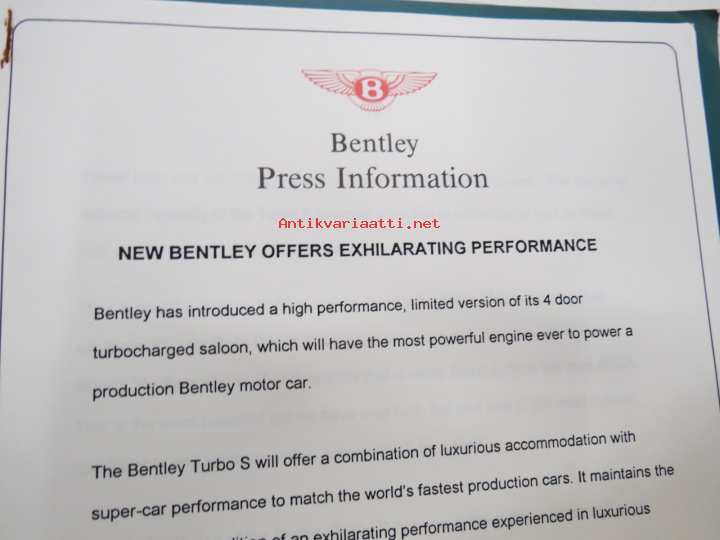 B
Bentley
Press Information
Antikvariaatti.net
NEW BENTLEY OFFERS EXHILARATING PERFORMANCE
Bentley has introduced a high performance, limited version of its 4 door
turbocharged saloon, which will have the most powerful engine ever to power a
production Bentley motor car.
The Bentley Turbo S will offer a combination of luxurious accommodation with
super-car performance to match the world's fastest production cars. It maintains the
of an exhilarating performance experienced in luxurious